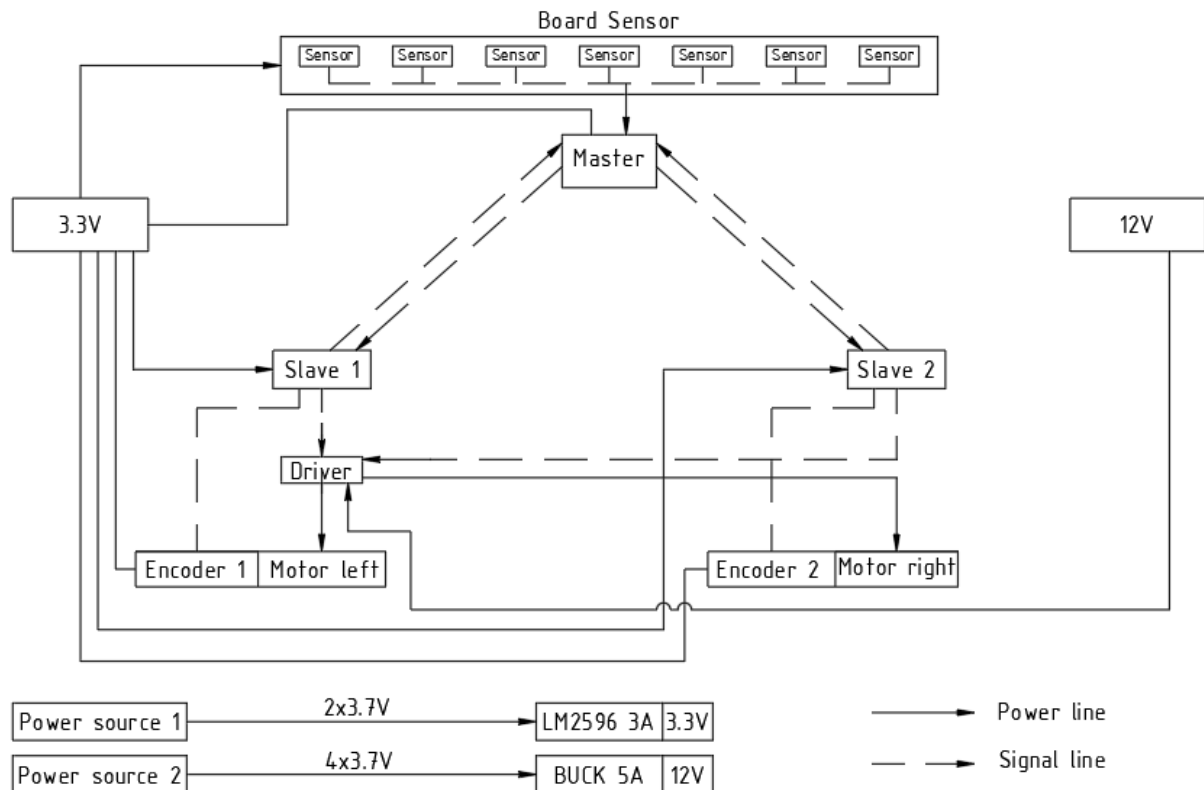 Board Sensor
Sensor Sensor Sensor Sensor Sensor Sensor Sensor
Master
3.3V
12V
Slave 1
Slave 2
Driver
Encoder 1 Motor left
Encoder 2 Motor right
Power source 1
2x3.7V
LM2596 3A 3.3V
Power line
Power source 2
4x3.7V
BUCK 5A 12V
Signal line